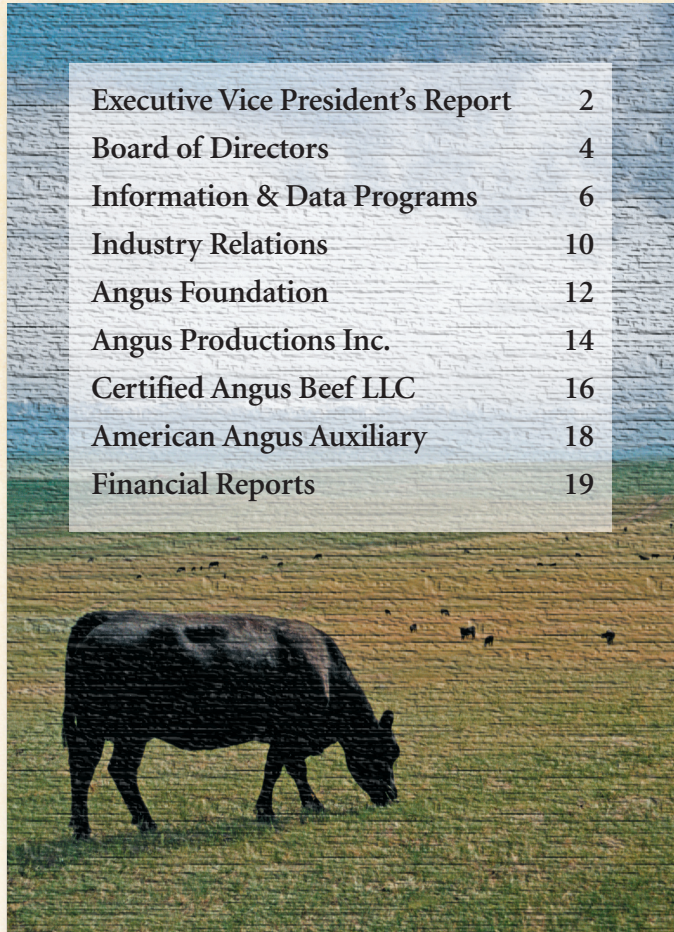 Executive Vice President’s Report 2
Board of Directors 4
Information & Data Programs 6
Industry Relations 10
Angus Foundation 12
Angus Productions Inc. 14
Certified Angus Beef LLC 16
American Angus Auxiliary 18
Financial Reports 19